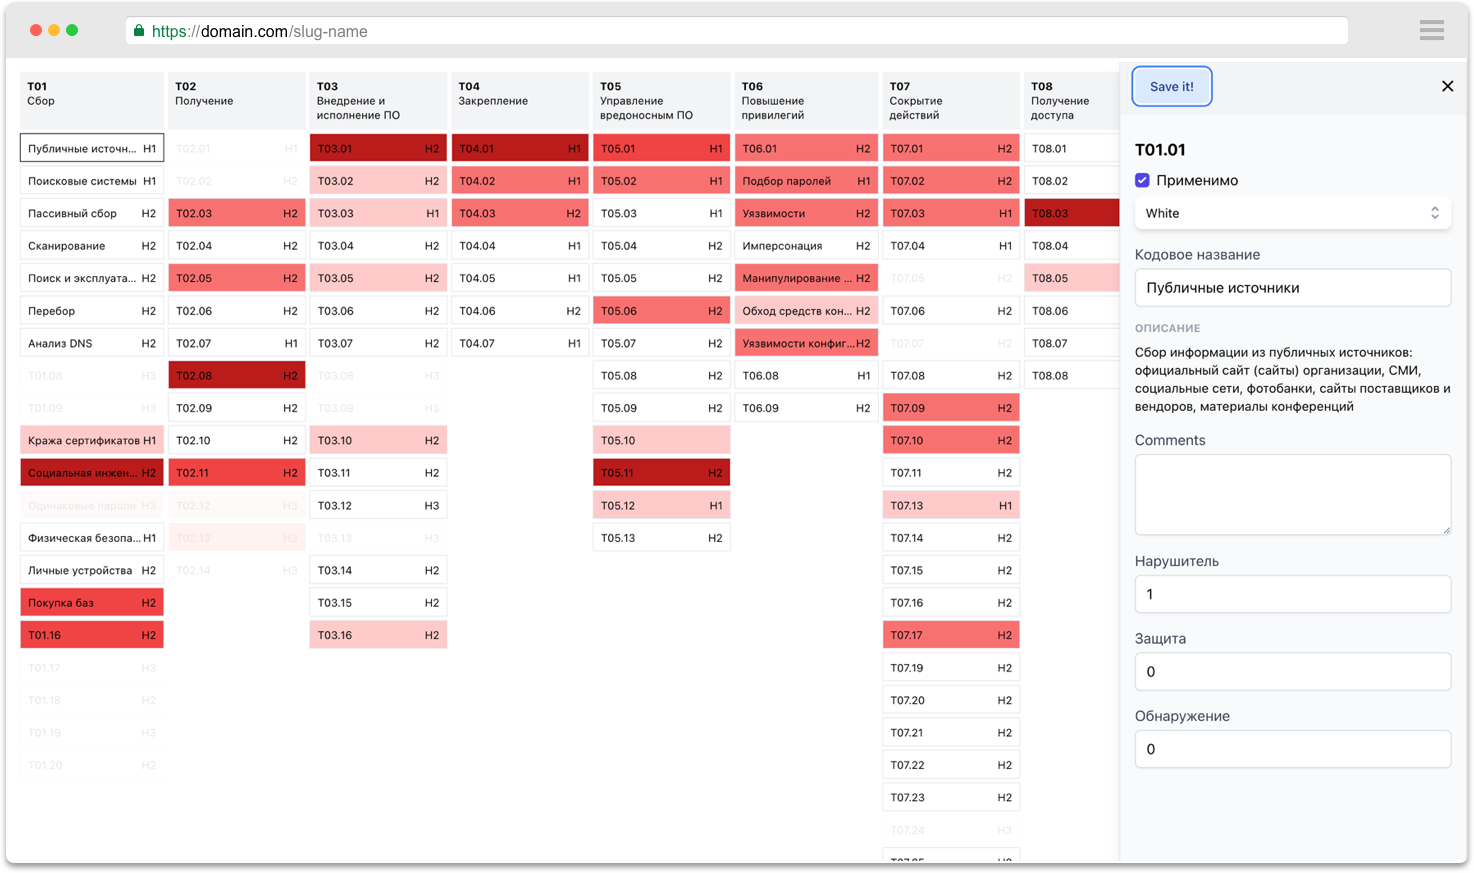 https://domain.com/slug-name
T01
Сбор
Публичные источн... H1
Поисковые системы H1
Пассивный сбор H2
Сканирование H2
Поиск и эксплуата... H2
Перебор H2
Анализ DNS H2
T01.08 H3
T01.09 H3
Кража сертификатов H1
Социальная инжен... H2
Одинаковые пароли H3
Физическая безопа... H1
Личные устройства H2
Покупка баз H2
T01.16 H2
T01.17 H3
T01.18 H2
T01.19 H3
T01.20 H2
T02
Получение
T02.01 H1
T02.02 H2
T02.03 H2
T02.04 H2
T02.05 H2
T02.06 H2
T02.07 H1
T02.08 H2
T02.09 H2
T02.10 H2
T02.11 H2
T02.12 H3
T02.13 H3
T02.14 H3
T03
Внедрение и
исполнение ПО
T03.01 H2
T03.02 H2
T03.03 H1
T03.04 H2
T03.05 H2
T03.06 H2
T03.07 H2
T03.08 H3
T03.09 H3
T03.10 H2
T03.11 H2
T03.12 H3
T03.13 H3
T03.14 H2
T03.15 H2
T03.16 H2
T04
Закрепление
T04.01 H1
T04.02 H1
T04.03 H2
T04.04 H1
T04.05 H1
T04.06 H2
T04.07 H1
T05
Управление
вредоносным ПО
T05.01 H1
T05.02 H1
T05.03 H1
T05.04 H2
T05.05 H2
T05.06 H2
T05.07 H2
T05.08 H2
T05.09 H2
T05.10
T05.11 H2
T05.12 H1
T05.13 H2
T06
Повышение
привилегий
T06.01 H2
Подбор паролей H1
Уязвимости H2
Имперсонация H2
Манипулирование ... H2
Обход средств кон... H2
Уязвимости конфиг... H2
T06.08 H1
T06.09 H2
T07
Сокрытие
действий
T07.01 H2
T07.02 H2
T07.03 H1
T07.04 H1
T07.05 H2
T07.06 H2
T07.07 H2
T07.08 H2
T07.09 H2
T07.10 H2
T07.11 H2
T07.13 H1
T07.14 H2
T07.15 H2
T07.16 H2
T07.17 H2
T07.19 H2
T07.20 H2
T07.21 H2
T07.22 H2
T07.23 H2
T07.24 H3
T07.25 H2
T08
Получение
доступа
T08.01
T08.02
T08.03
T08.04
T08.05
T08.06
T08.07
T08.08
Save it!
T01.01
Применимо
White
Кодовое название
Публичные источники
ОПИСАНИЕ
Сбор информации из публичных источников:
официальный сайт (сайты) организации, СМИ,
социальные сети, фотобанки, сайты поставщиков и
вендоров, материалы конференций
Comments
Нарушитель
1
Защита
0
Обнаружение
0